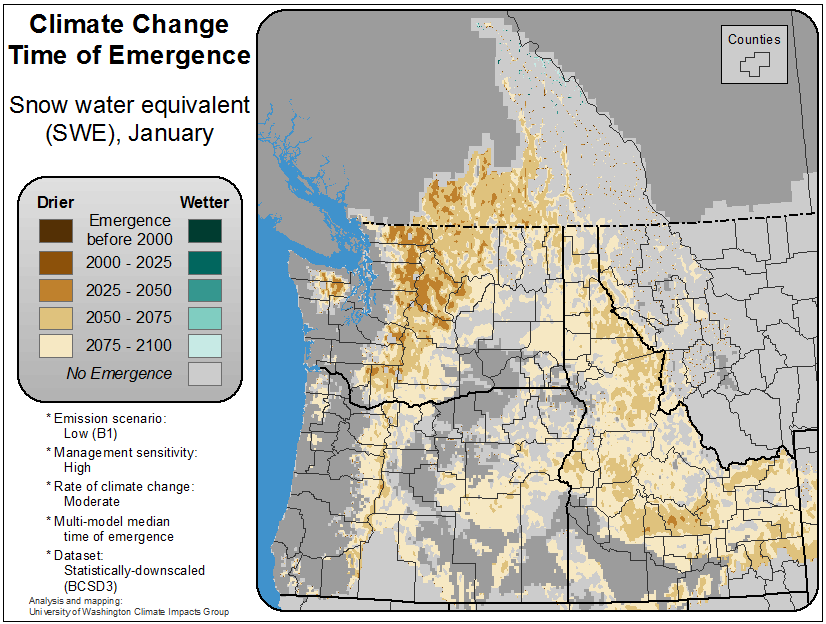 Climate Change
Time of Emergence
Snow water equivalent
(SWE), January
Drier
Wetter
Emergence
before 2000
2000 - 2025
2025 - 2050
2050 - 2075
2075 - 2100
No Emergence
* Emission scenario:
Low (B1)
* Management sensitivity:
High
* Rate of climate change:
Moderate
* Multi-model median
time of emergence
* Dataset:
Statistically-downscaled
(BCSD3)
Analysis and mapping:
University of Washington Climate Impacts Group
Counties